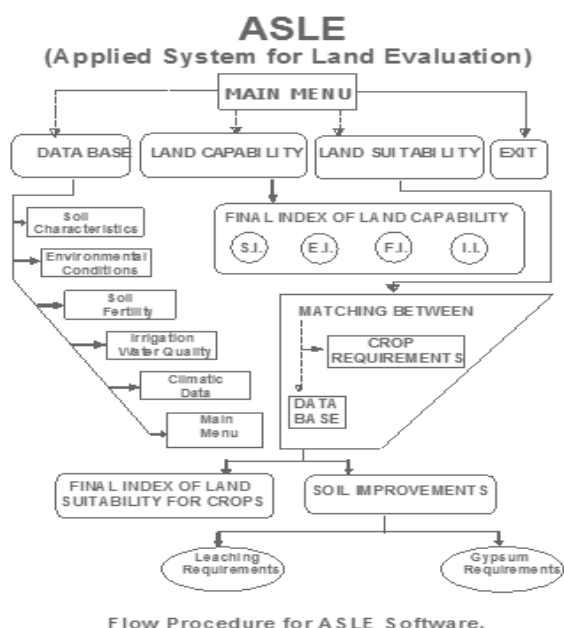 ASLE
(Applied System for Land Evaluation)
MAIN MENU
DATA BASE
LAND CAPABILITY
LAND SUITABILITY
EXIT
Soil
Characteristics
Environmental
Conditions
Soil
Fertility
Irrigation
Water Quality
Climatic
Data
Main
Menu
FINAL INDEX OF LAND CAPABILITY
S.I.
E.I.
F.I.
I.I.
MATCHING BETWEEN
CROP
REQUIREMENTS
DATA
BASE
FINAL INDEX OF LAND
SUITABILITY FOR CROPS
SOIL IMPROVEMENTS
Leaching
Requirements
Gypsum
Requirements
Flow Procedure for ASLE Software.